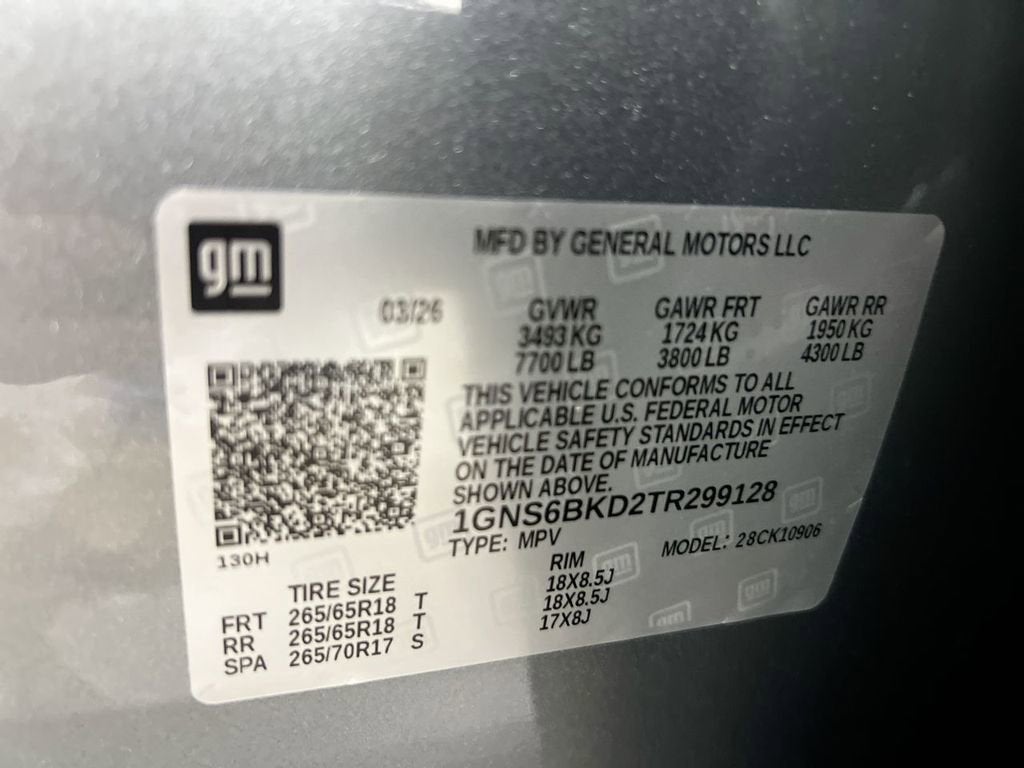 gm
MFD BY GENERAL MOTORS LLC
03/26 GVWR GAWR FRT GAWR RR
3493 KG 1724 KG 1950 KG
7700 LB 3800 LB 4300 LB
THIS VEHICLE CONFORMS TO ALL
APPLICABLE U.S. FEDERAL MOTOR
VEHICLE SAFETY STANDARDS IN EFFECT
ON THE DATE OF MANUFACTURE
SHOWN ABOVE.
1GNS6BKD2TR299128
TYPE: MPV MODEL: 28CK10906
130H
TIRE SIZE RIM
FRT 265/65R18 T 18X8.5J
RR 265/65R18 T 18X8.5J
SPA 265/70R17 S 17X8J